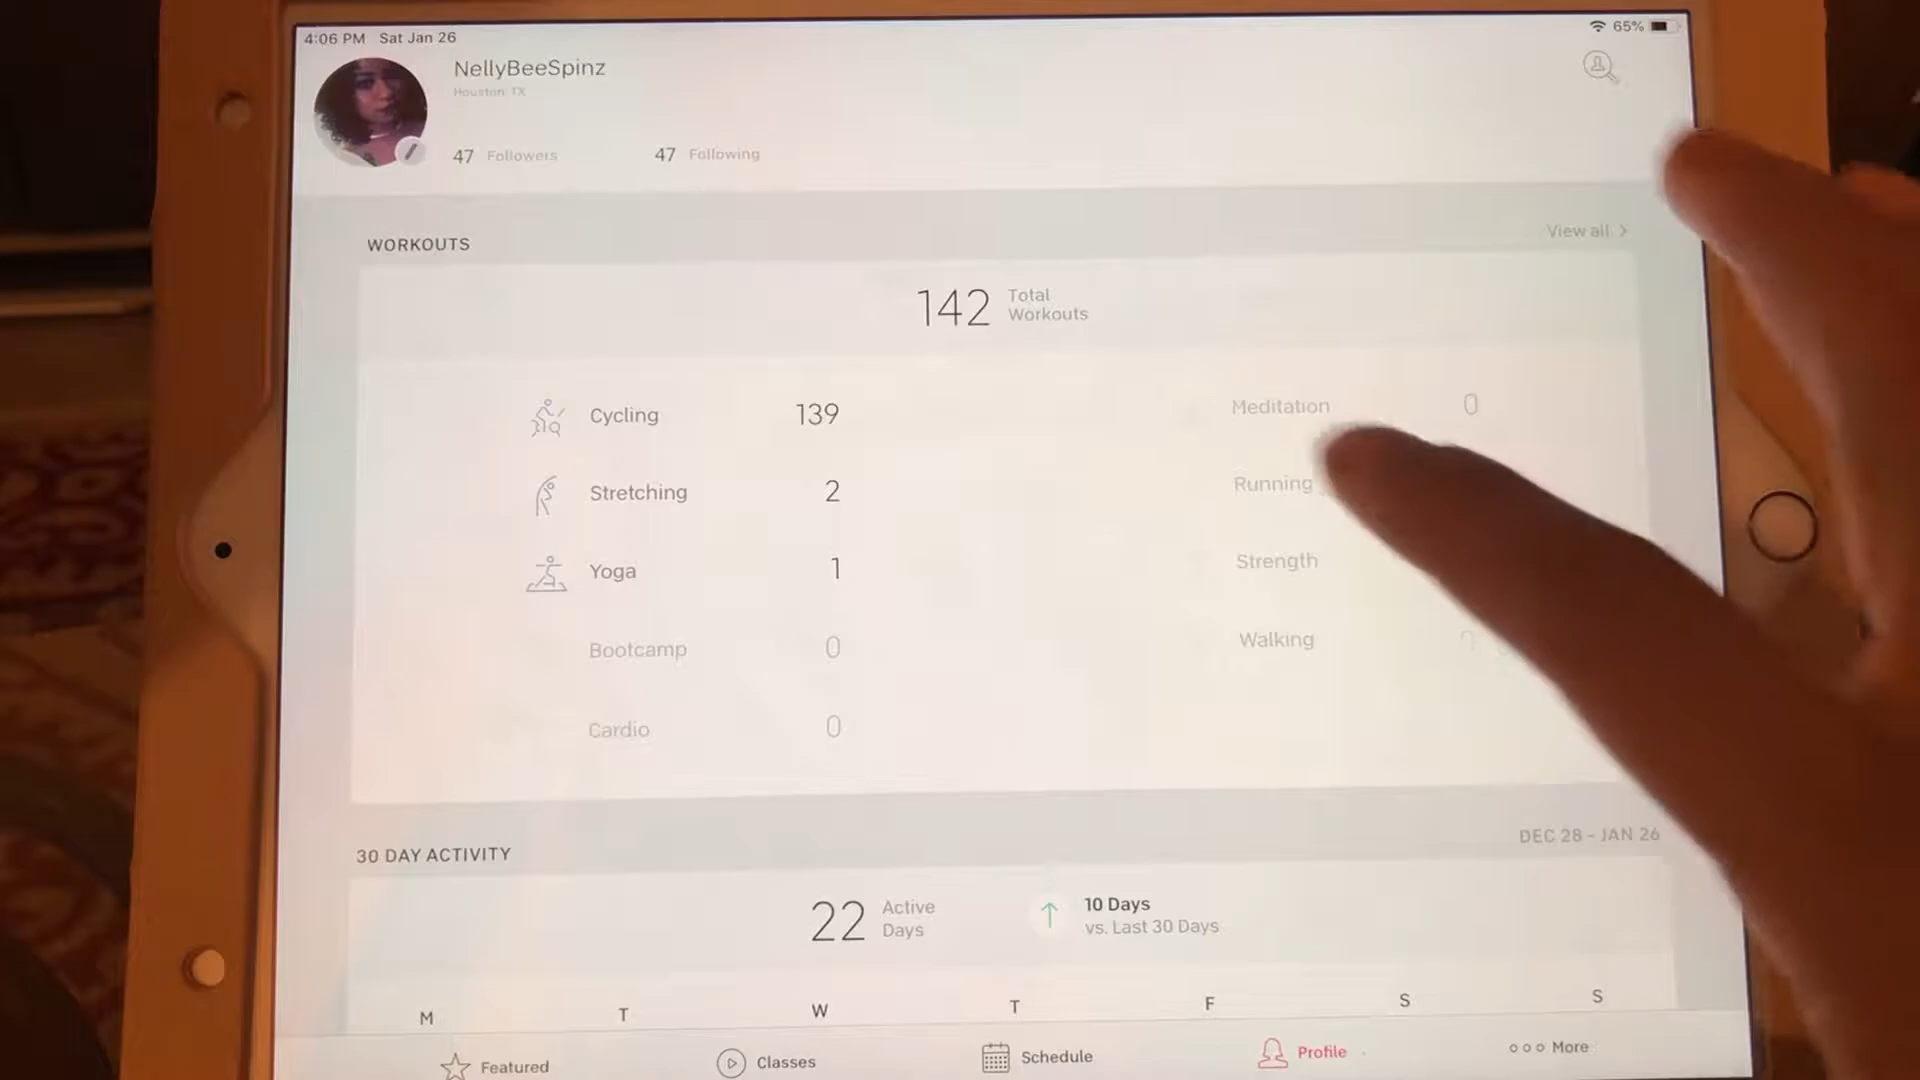 4:06 PM Sat Jan 26
65%
NellyBeeSpinz
Houston, TX
47 Followers
47 Following
WORKOUTS
View all >
142 Total Workouts
Cycling 139
Stretching 2
Yoga 1
Bootcamp 0
Cardio 0
Meditation 0
Running
Strength
Walking
30 DAY ACTIVITY
DEC 28 - JAN 26
22 Active Days
10 Days
vs. Last 30 Days
M T W T F S S
Featured
Classes
Schedule
Profile
More